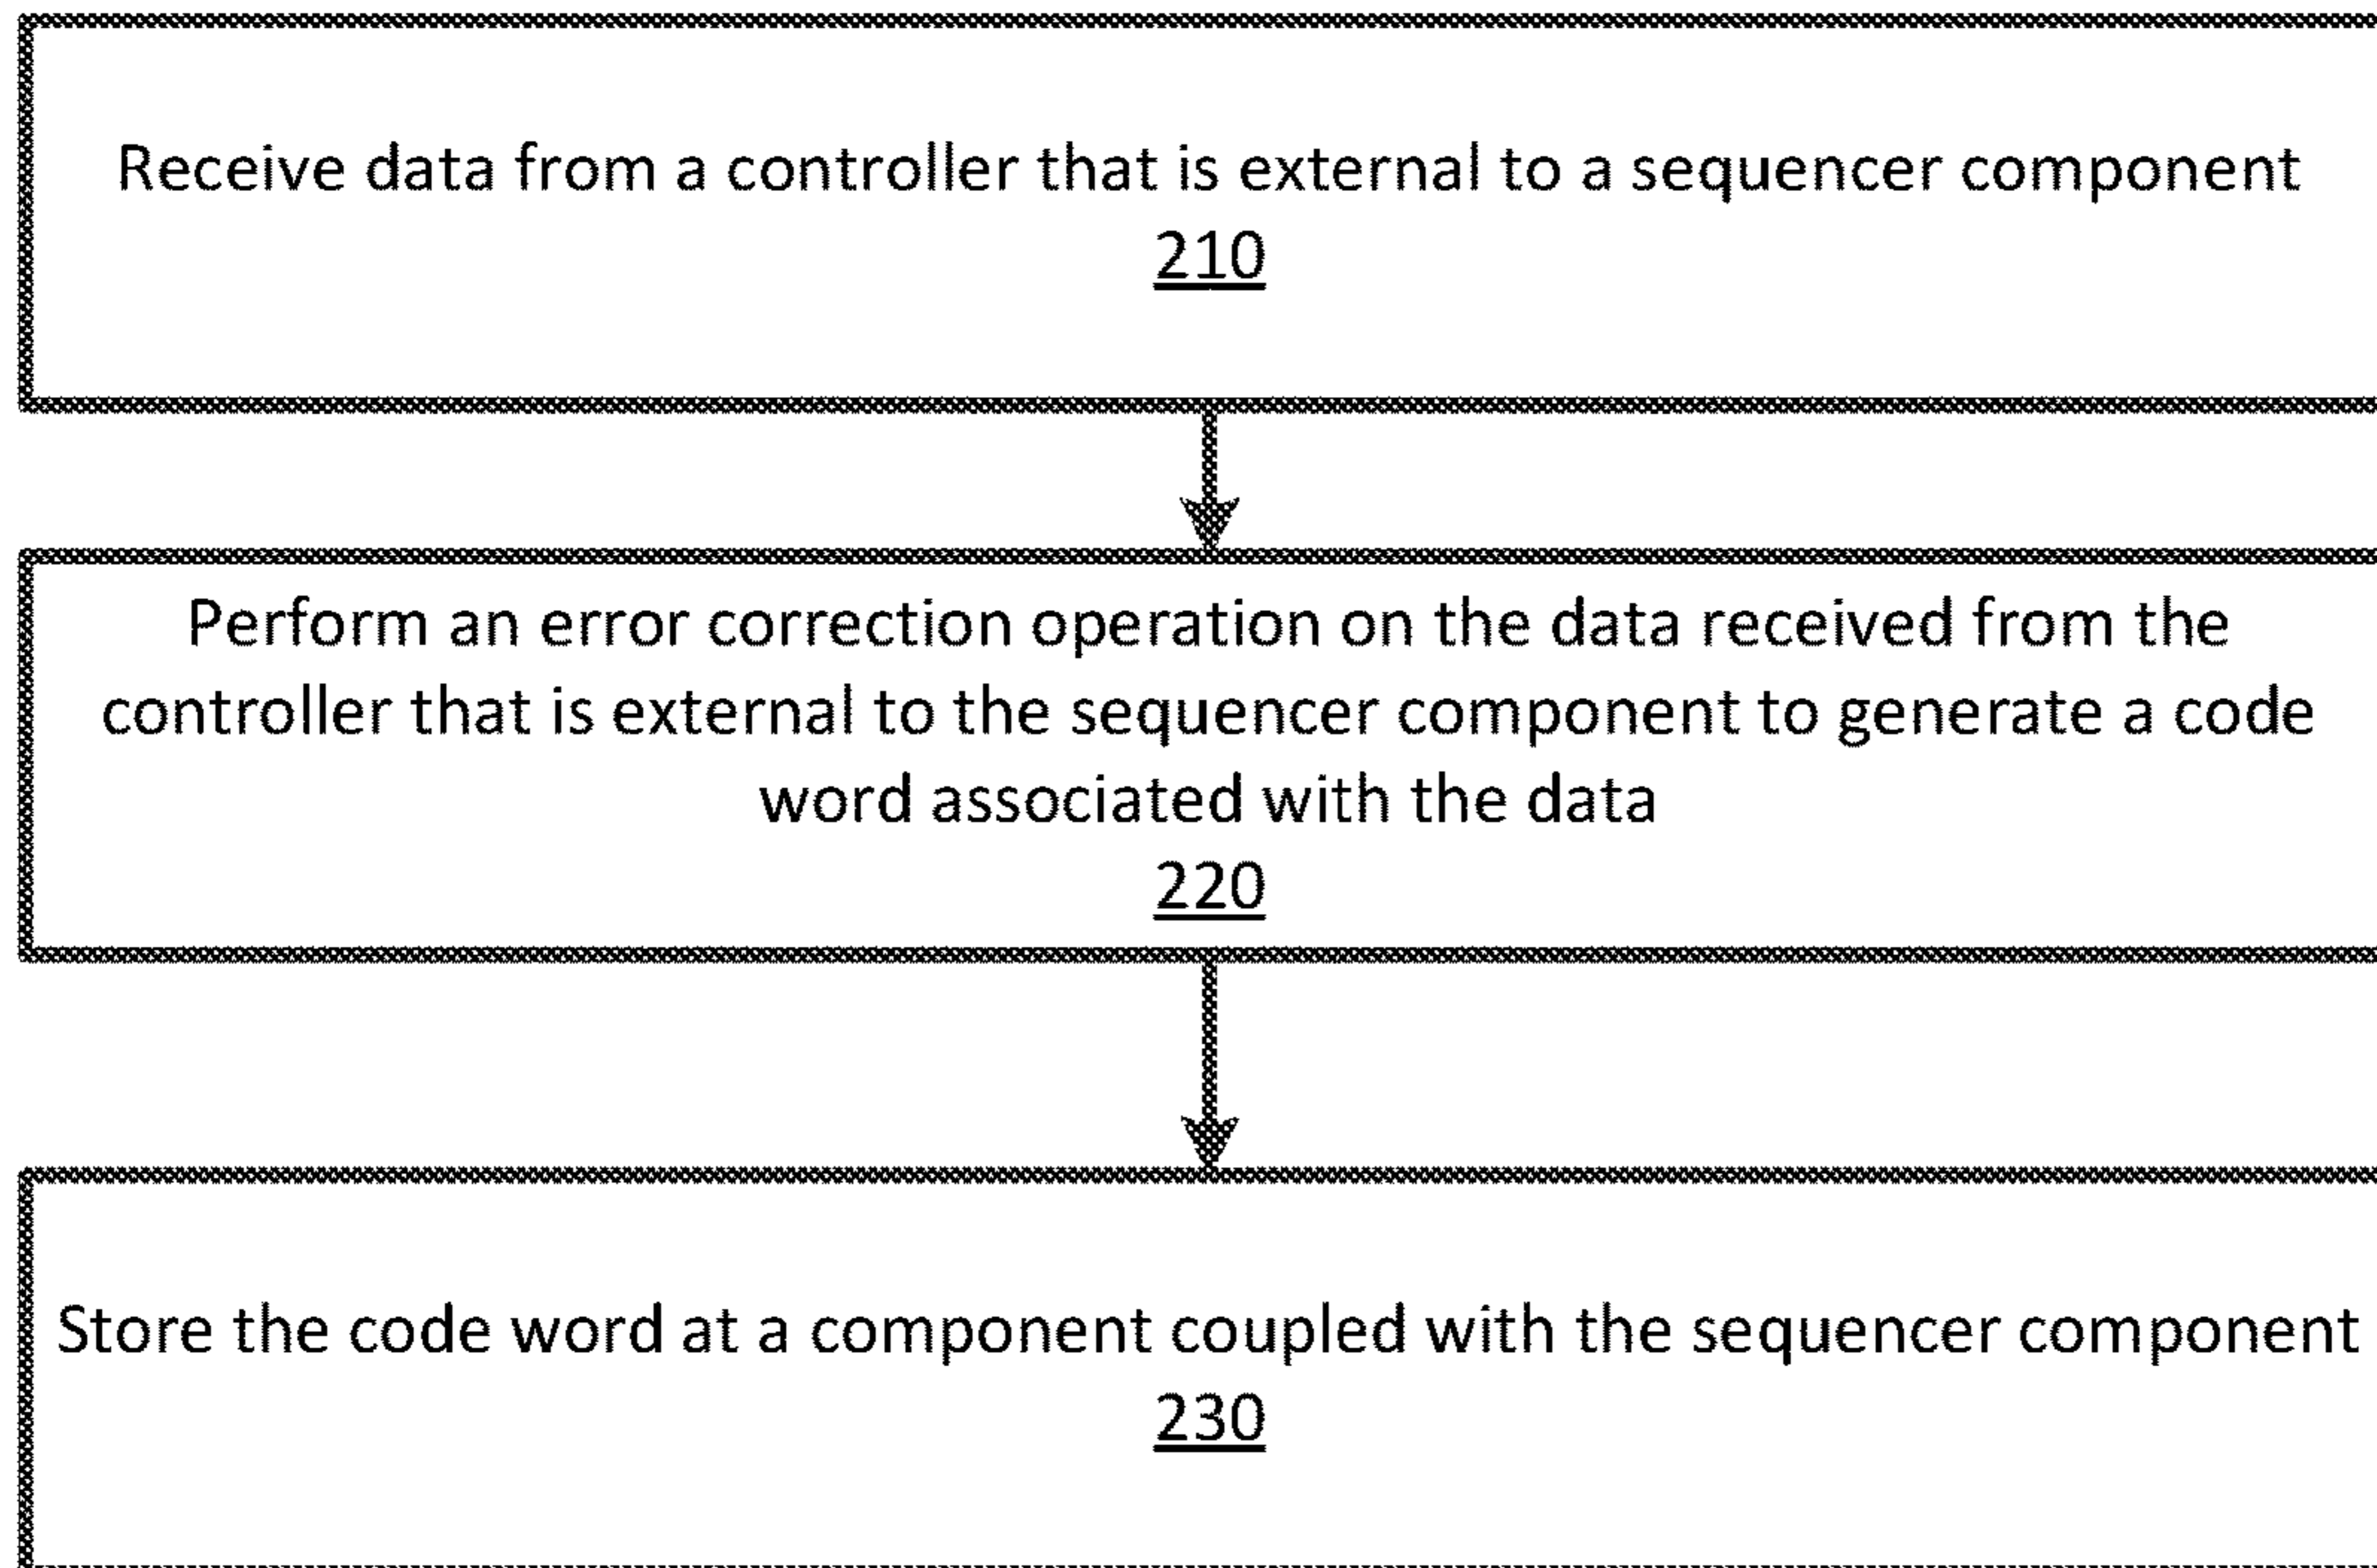 Receive data from a controller that is external to a sequencer component
210
Perform an error correction operation on the data received from the
controller that is external to the sequencer component to generate a code
word associated with the data
220
Store the code word at a component coupled with the sequencer component
230